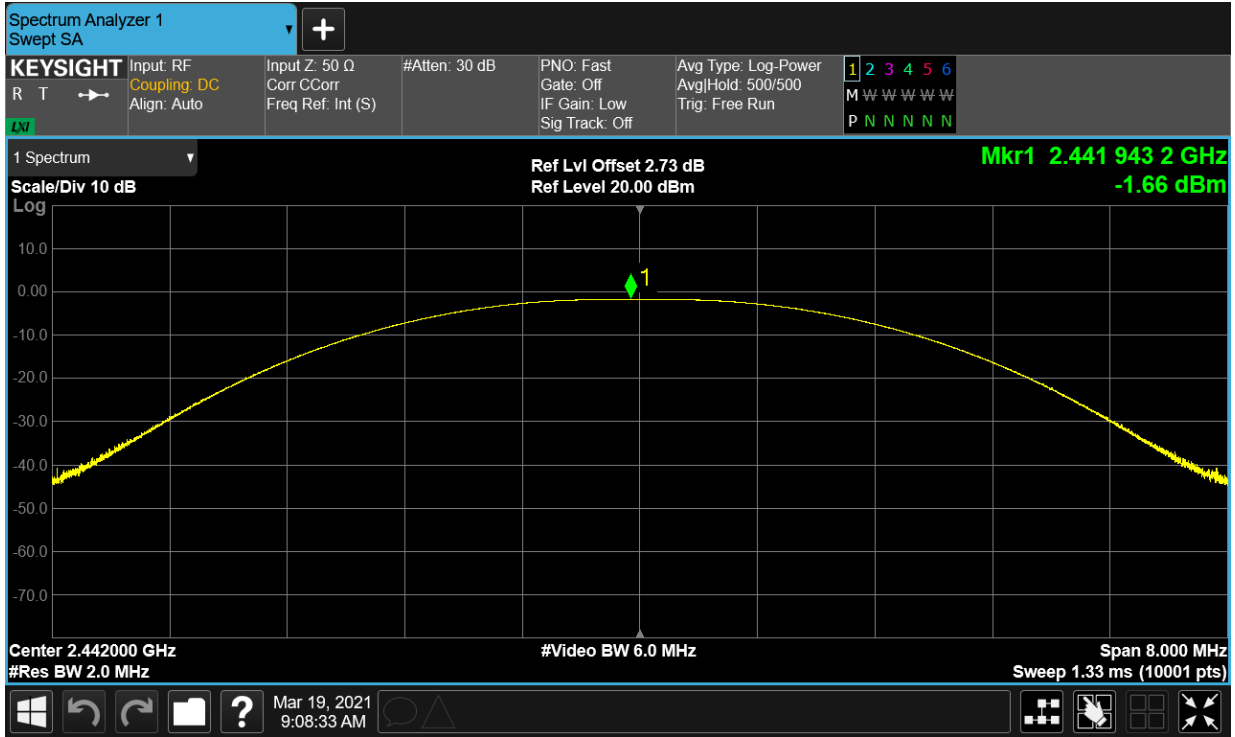 Spectrum Analyzer 1
Swept SA
+
KEYSIGHT
R T
LXI
Input: RF
Coupling: DC
Align: Auto
Input Z: 50 Ω
Corr CCorr
Freq Ref: Int (S)
#Atten: 30 dB
PNO: Fast
Gate: Off
IF Gain: Low
Sig Track: Off
Avg Type: Log-Power
Avg|Hold: 500/500
Trig: Free Run
1 2 3 4 5 6
M W W W W W
P N N N N N
1 Spectrum
Scale/Div 10 dB
Log
Ref Lvl Offset 2.73 dB
Ref Level 20.00 dBm
Mkr1 2.441 943 2 GHz
-1.66 dBm
1
10.0
0.00
-10.0
-20.0
-30.0
-40.0
-50.0
-60.0
-70.0
Center 2.442000 GHz
#Res BW 2.0 MHz
#Video BW 6.0 MHz
Span 8.000 MHz
Sweep 1.33 ms (10001 pts)
?
Mar 19, 2021
9:08:33 AM